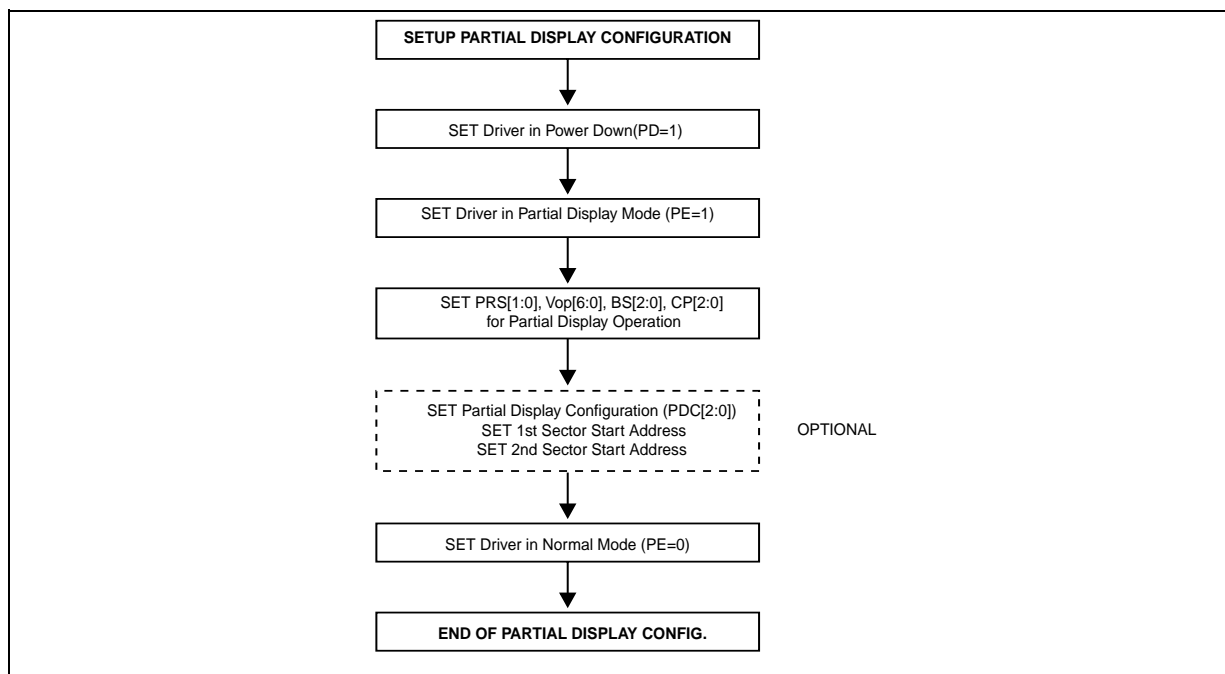 SETUP PARTIAL DISPLAY CONFIGURATION
SET Driver in Power Down(PD=1)
SET Driver in Partial Display Mode (PE=1)
SET PRS[1:0], Vop[6:0], BS[2:0], CP[2:0]
for Partial Display Operation
SET Partial Display Configuration (PDC[2:0])
SET 1st Sector Start Address
SET 2nd Sector Start Address
OPTIONAL
SET Driver in Normal Mode (PE=0)
END OF PARTIAL DISPLAY CONFIG.